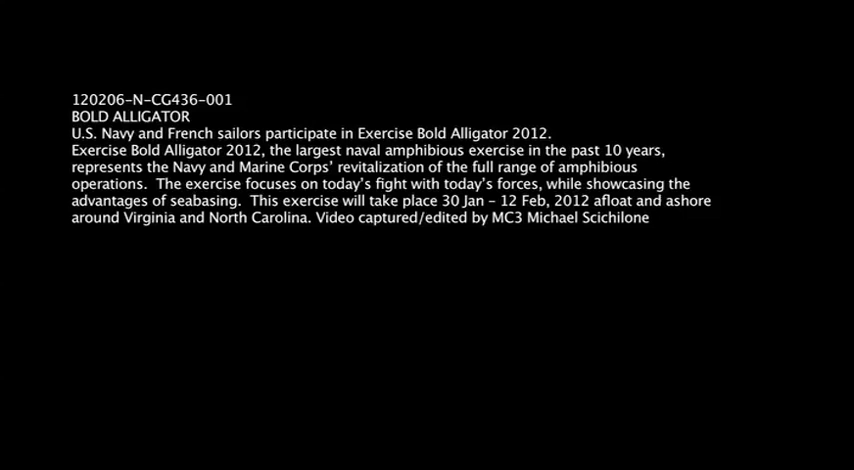 120206-N-CG436-001
BOLD ALLIGATOR
U.S. Navy and French sailors participate in Exercise Bold Alligator 2012.
Exercise Bold Alligator 2012, the largest naval amphibious exercise in the past 10 years,
represents the Navy and Marine Corps’ revitalization of the full range of amphibious
operations.  The exercise focuses on today’s fight with today’s forces, while showcasing the
advantages of seabasing.  This exercise will take place 30 Jan – 12 Feb, 2012 afloat and ashore
around Virginia and North Carolina. Video captured/edited by MC3 Michael Scichilone